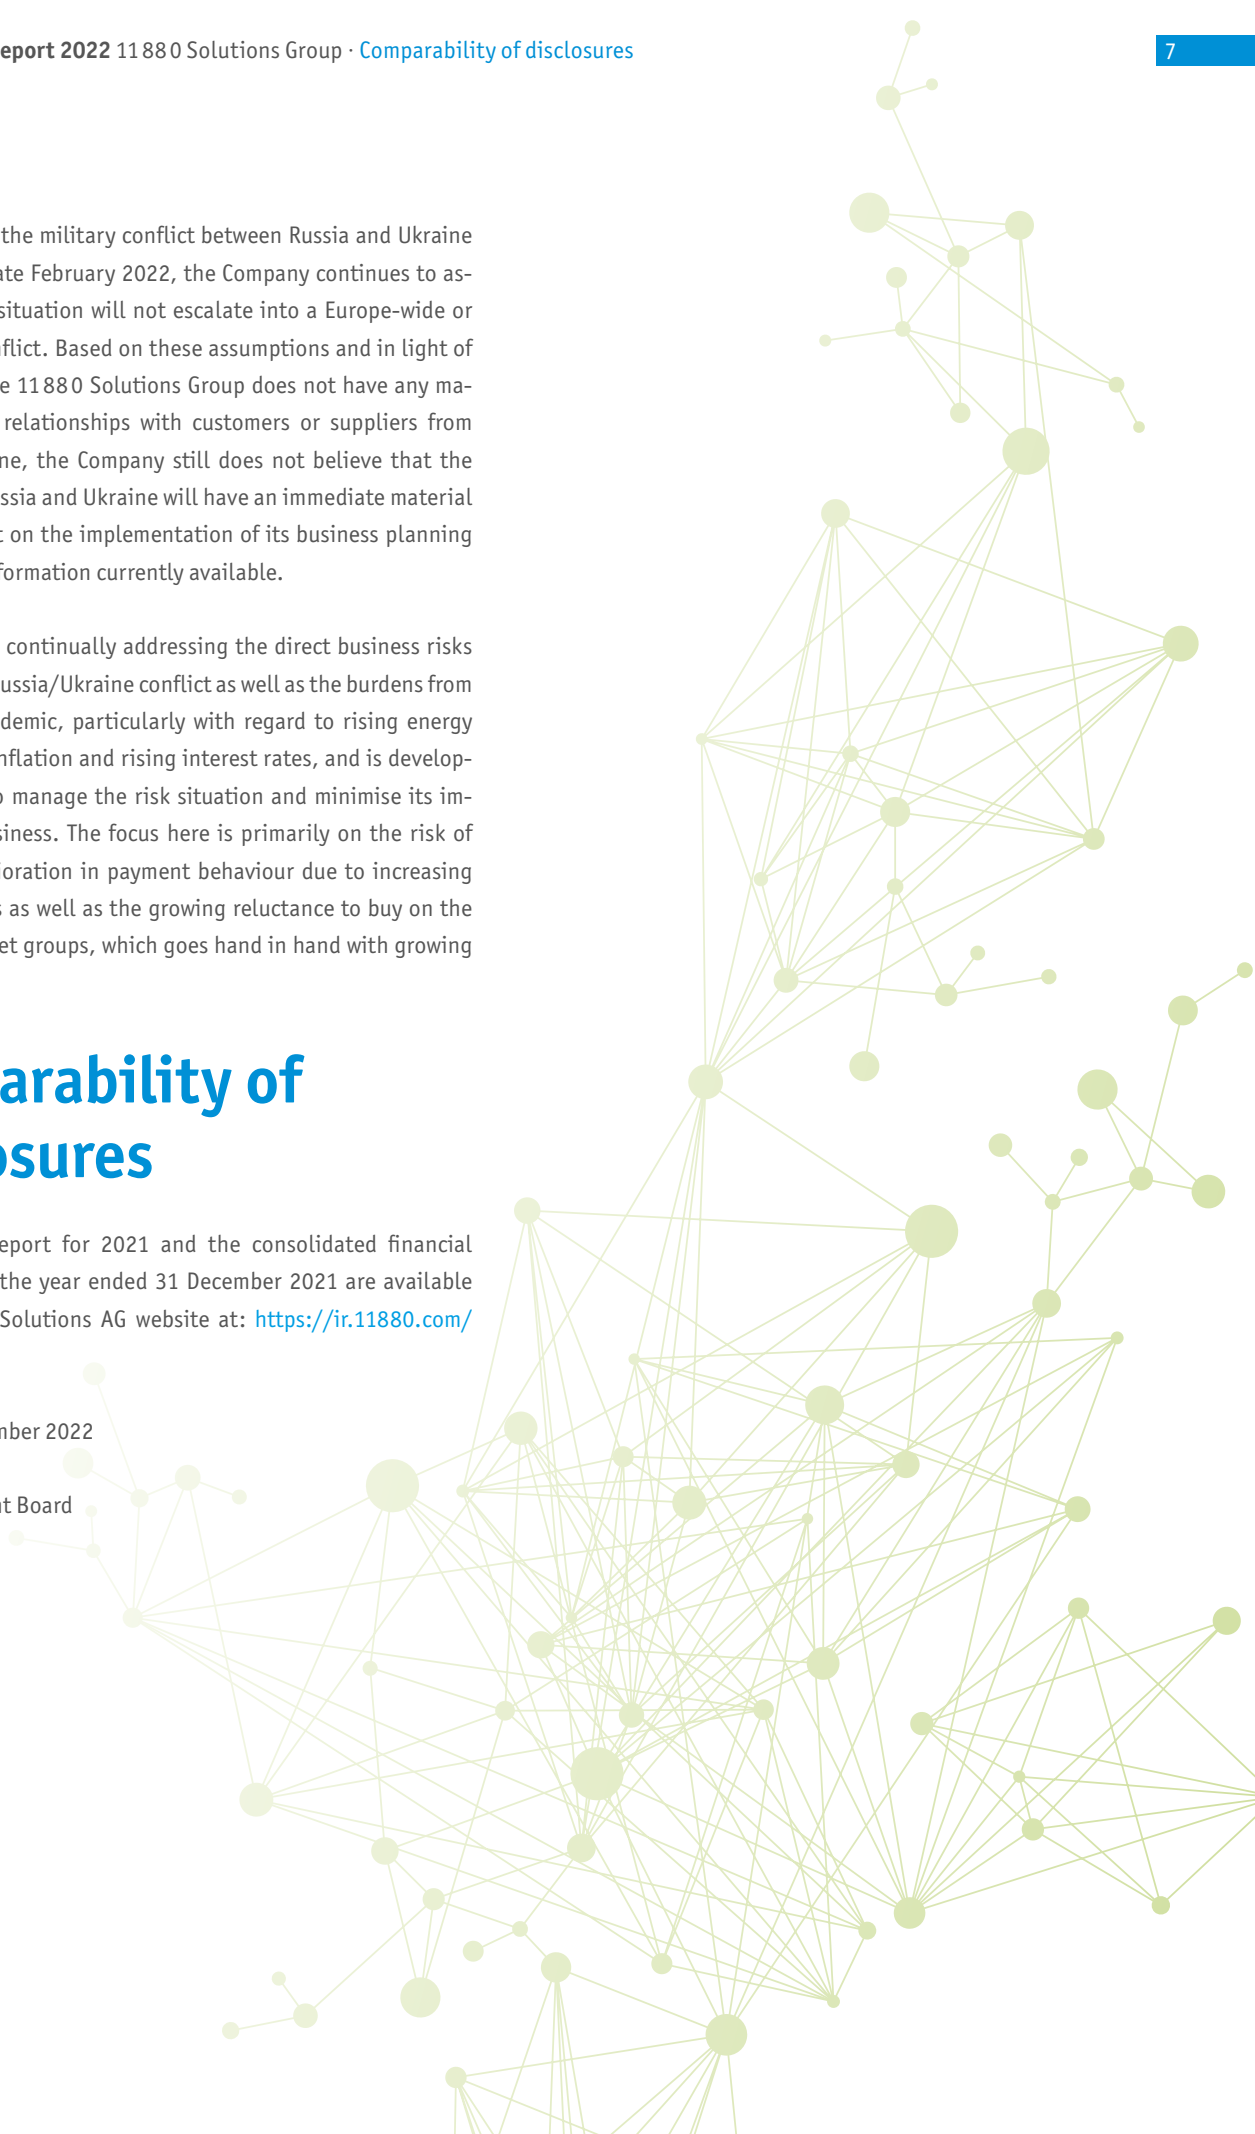 eport 2022 11880 Solutions Group · Comparability of disclosures
7
the military conflict between Russia and Ukraine
ate February 2022, the Company continues to as-
situation will not escalate into a Europe-wide or
nflict. Based on these assumptions and in light of
e 11880 Solutions Group does not have any ma-
relationships with customers or suppliers from
ne, the Company still does not believe that the
ssia and Ukraine will have an immediate material
t on the implementation of its business planning
formation currently available.
continually addressing the direct business risks
ussia/Ukraine conflict as well as the burdens from
demic, particularly with regard to rising energy
nflation and rising interest rates, and is develop-
o manage the risk situation and minimise its im-
siness. The focus here is primarily on the risk of
ioration in payment behaviour due to increasing
s as well as the growing reluctance to buy on the
et groups, which goes hand in hand with growing
arability of
osures
eport for 2021 and the consolidated financial
the year ended 31 December 2021 are available
Solutions AG website at: https://ir.11880.com/
mber 2022
nt Board